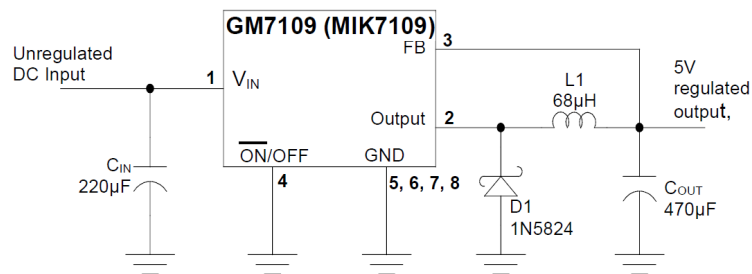 GM7109 (MIK7109)
Unregulated
DC Input
1
VIN
FB
3
Output
2
ON/OFF
GND
4
5, 6, 7, 8
CIN
220µF
L1
68µH
5V
regulated
output,
D1
1N5824
COUT
470µF